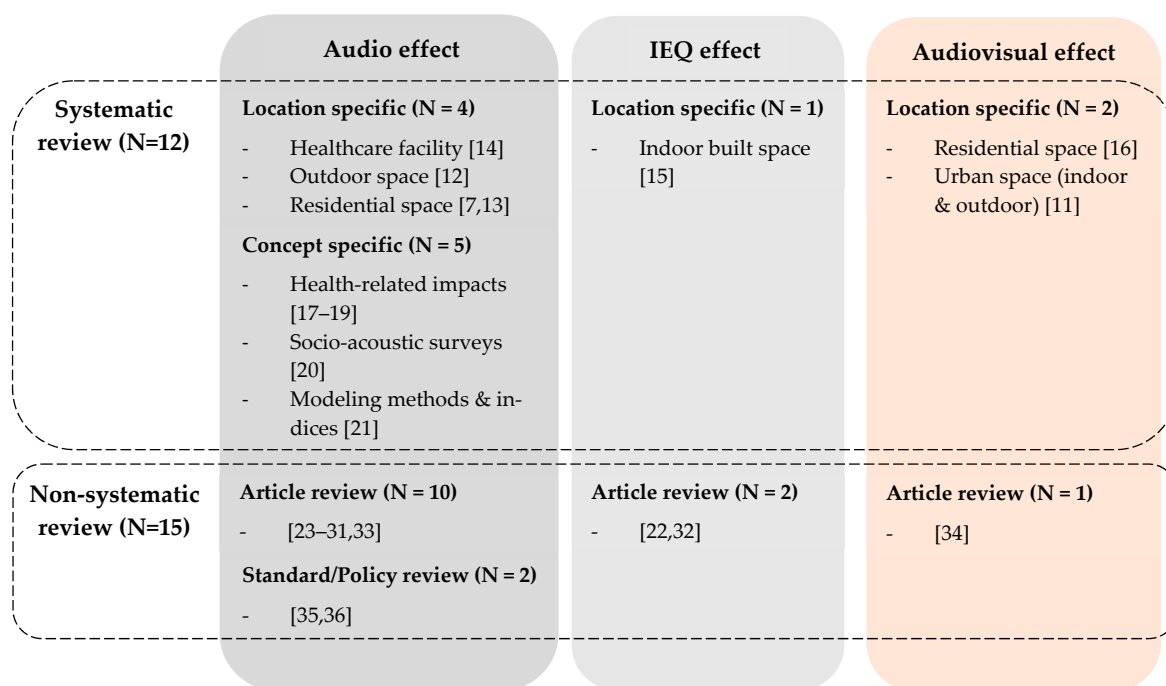 Audio effect
IEQ effect
Audiovisual effect
Systematic
review (N=12)
Location specific (N = 4)
- Healthcare facility [14]
- Outdoor space [12]
- Residential space [7,13]
Concept specific (N = 5)
- Health-related impacts
[17–19]
- Socio-acoustic surveys
[20]
- Modeling methods & in-
dices [21]
Location specific (N = 1)
- Indoor built space
[15]
Location specific (N = 2)
- Residential space [16]
- Urban space (indoor
& outdoor) [11]
Non-systematic
review (N=15)
Article review (N = 10)
- [23–31,33]
Standard/Policy review (N = 2)
- [35,36]
Article review (N = 2)
- [22,32]
Article review (N = 1)
- [34]